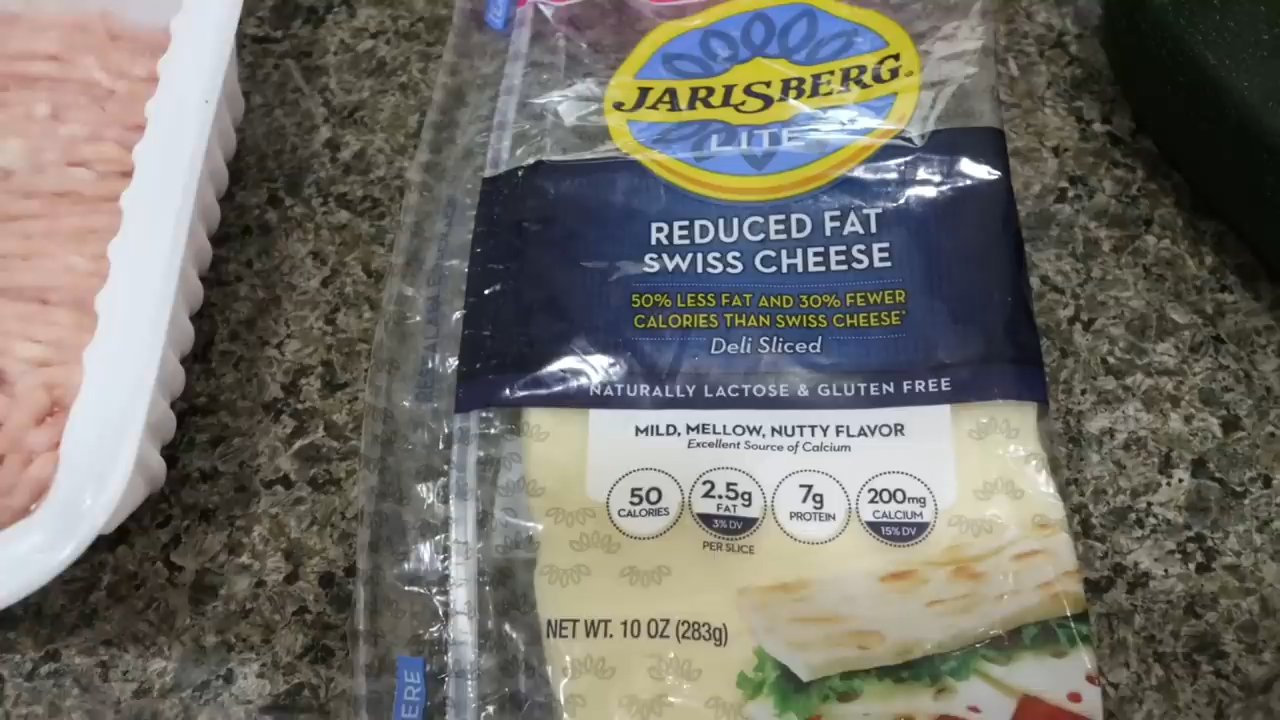 JARLSBERG
LITE
REDUCED FAT
SWISS CHEESE
50% LESS FAT AND 30% FEWER
CALORIES THAN SWISS CHEESE*
Deli Sliced
NATURALLY LACTOSE & GLUTEN FREE
MILD, MELLOW, NUTTY FLAVOR
Excellent Source of Calcium
50
CALORIES
2.5g
FAT
3% DV
7g
PROTEIN
200mg
CALCIUM
15% DV
PER SLICE
NET WT. 10 OZ (283g)
ERE